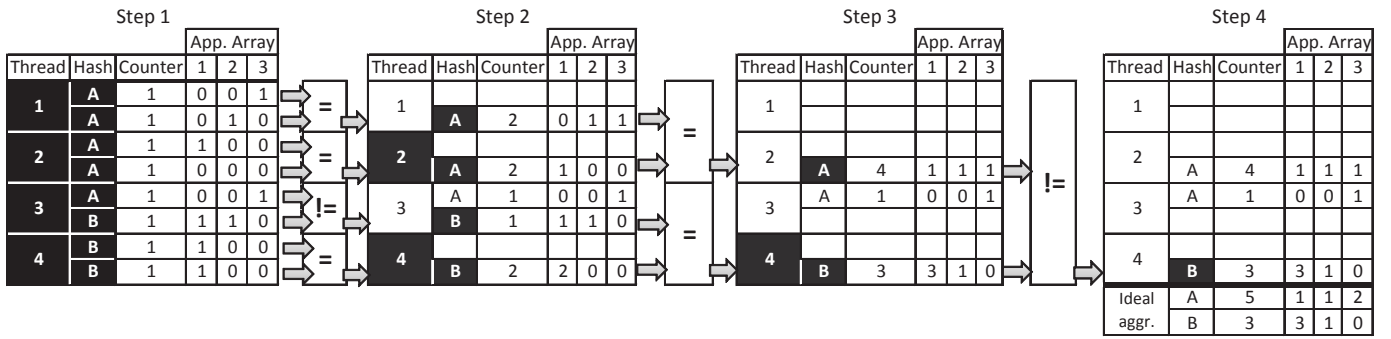 Step 1 Step 2 Step 3 Step 4
App. Array App. Array App. Array App. Array
Thread Hash Counter 1 2 3 Thread Hash Counter 1 2 3 Thread Hash Counter 1 2 3 Thread Hash Counter 1 2 3
1 A 1 0 0 1 = 1 1 1
A 1 0 1 0 A 2 0 1 1 =
2 A 1 1 0 0 = 2 2 2
A 1 0 0 0 A 2 1 0 0 A 4 1 1 1 != A 4 1 1 1
3 A 1 0 0 1 != 3 A 1 0 0 1 3 A 1 0 0 1 3 A 1 0 0 1
B 1 1 1 0 B 1 1 1 0 =
4 B 1 1 0 0 = 4 4 4
B 1 1 0 0 B 2 2 0 0 B 3 3 1 0 B 3 3 1 0
Ideal A 5 1 1 2
aggr. B 3 3 1 0